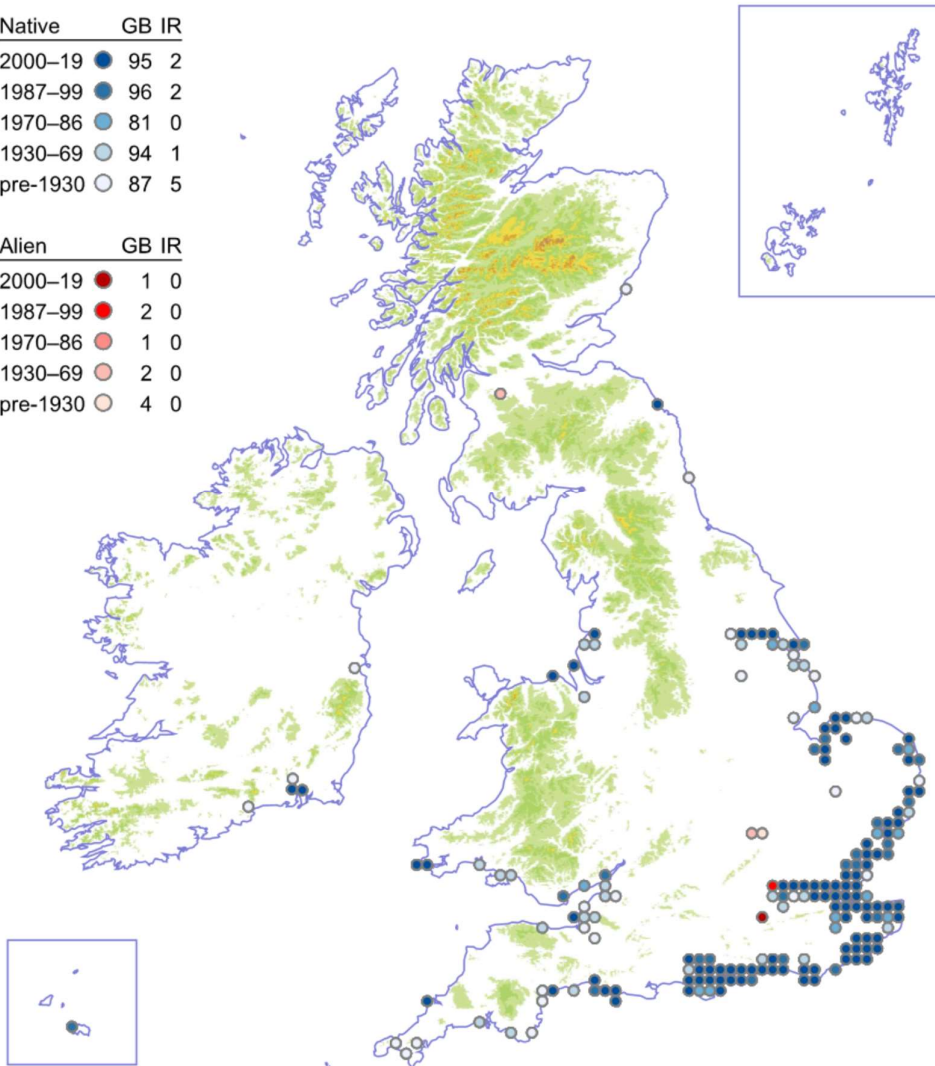 Native GB IR
2000–19 95 2
1987–99 96 2
1970–86 81 0
1930–69 94 1
pre-1930 87 5
Alien GB IR
2000–19 1 0
1987–99 2 0
1970–86 1 0
1930–69 2 0
pre-1930 4 0